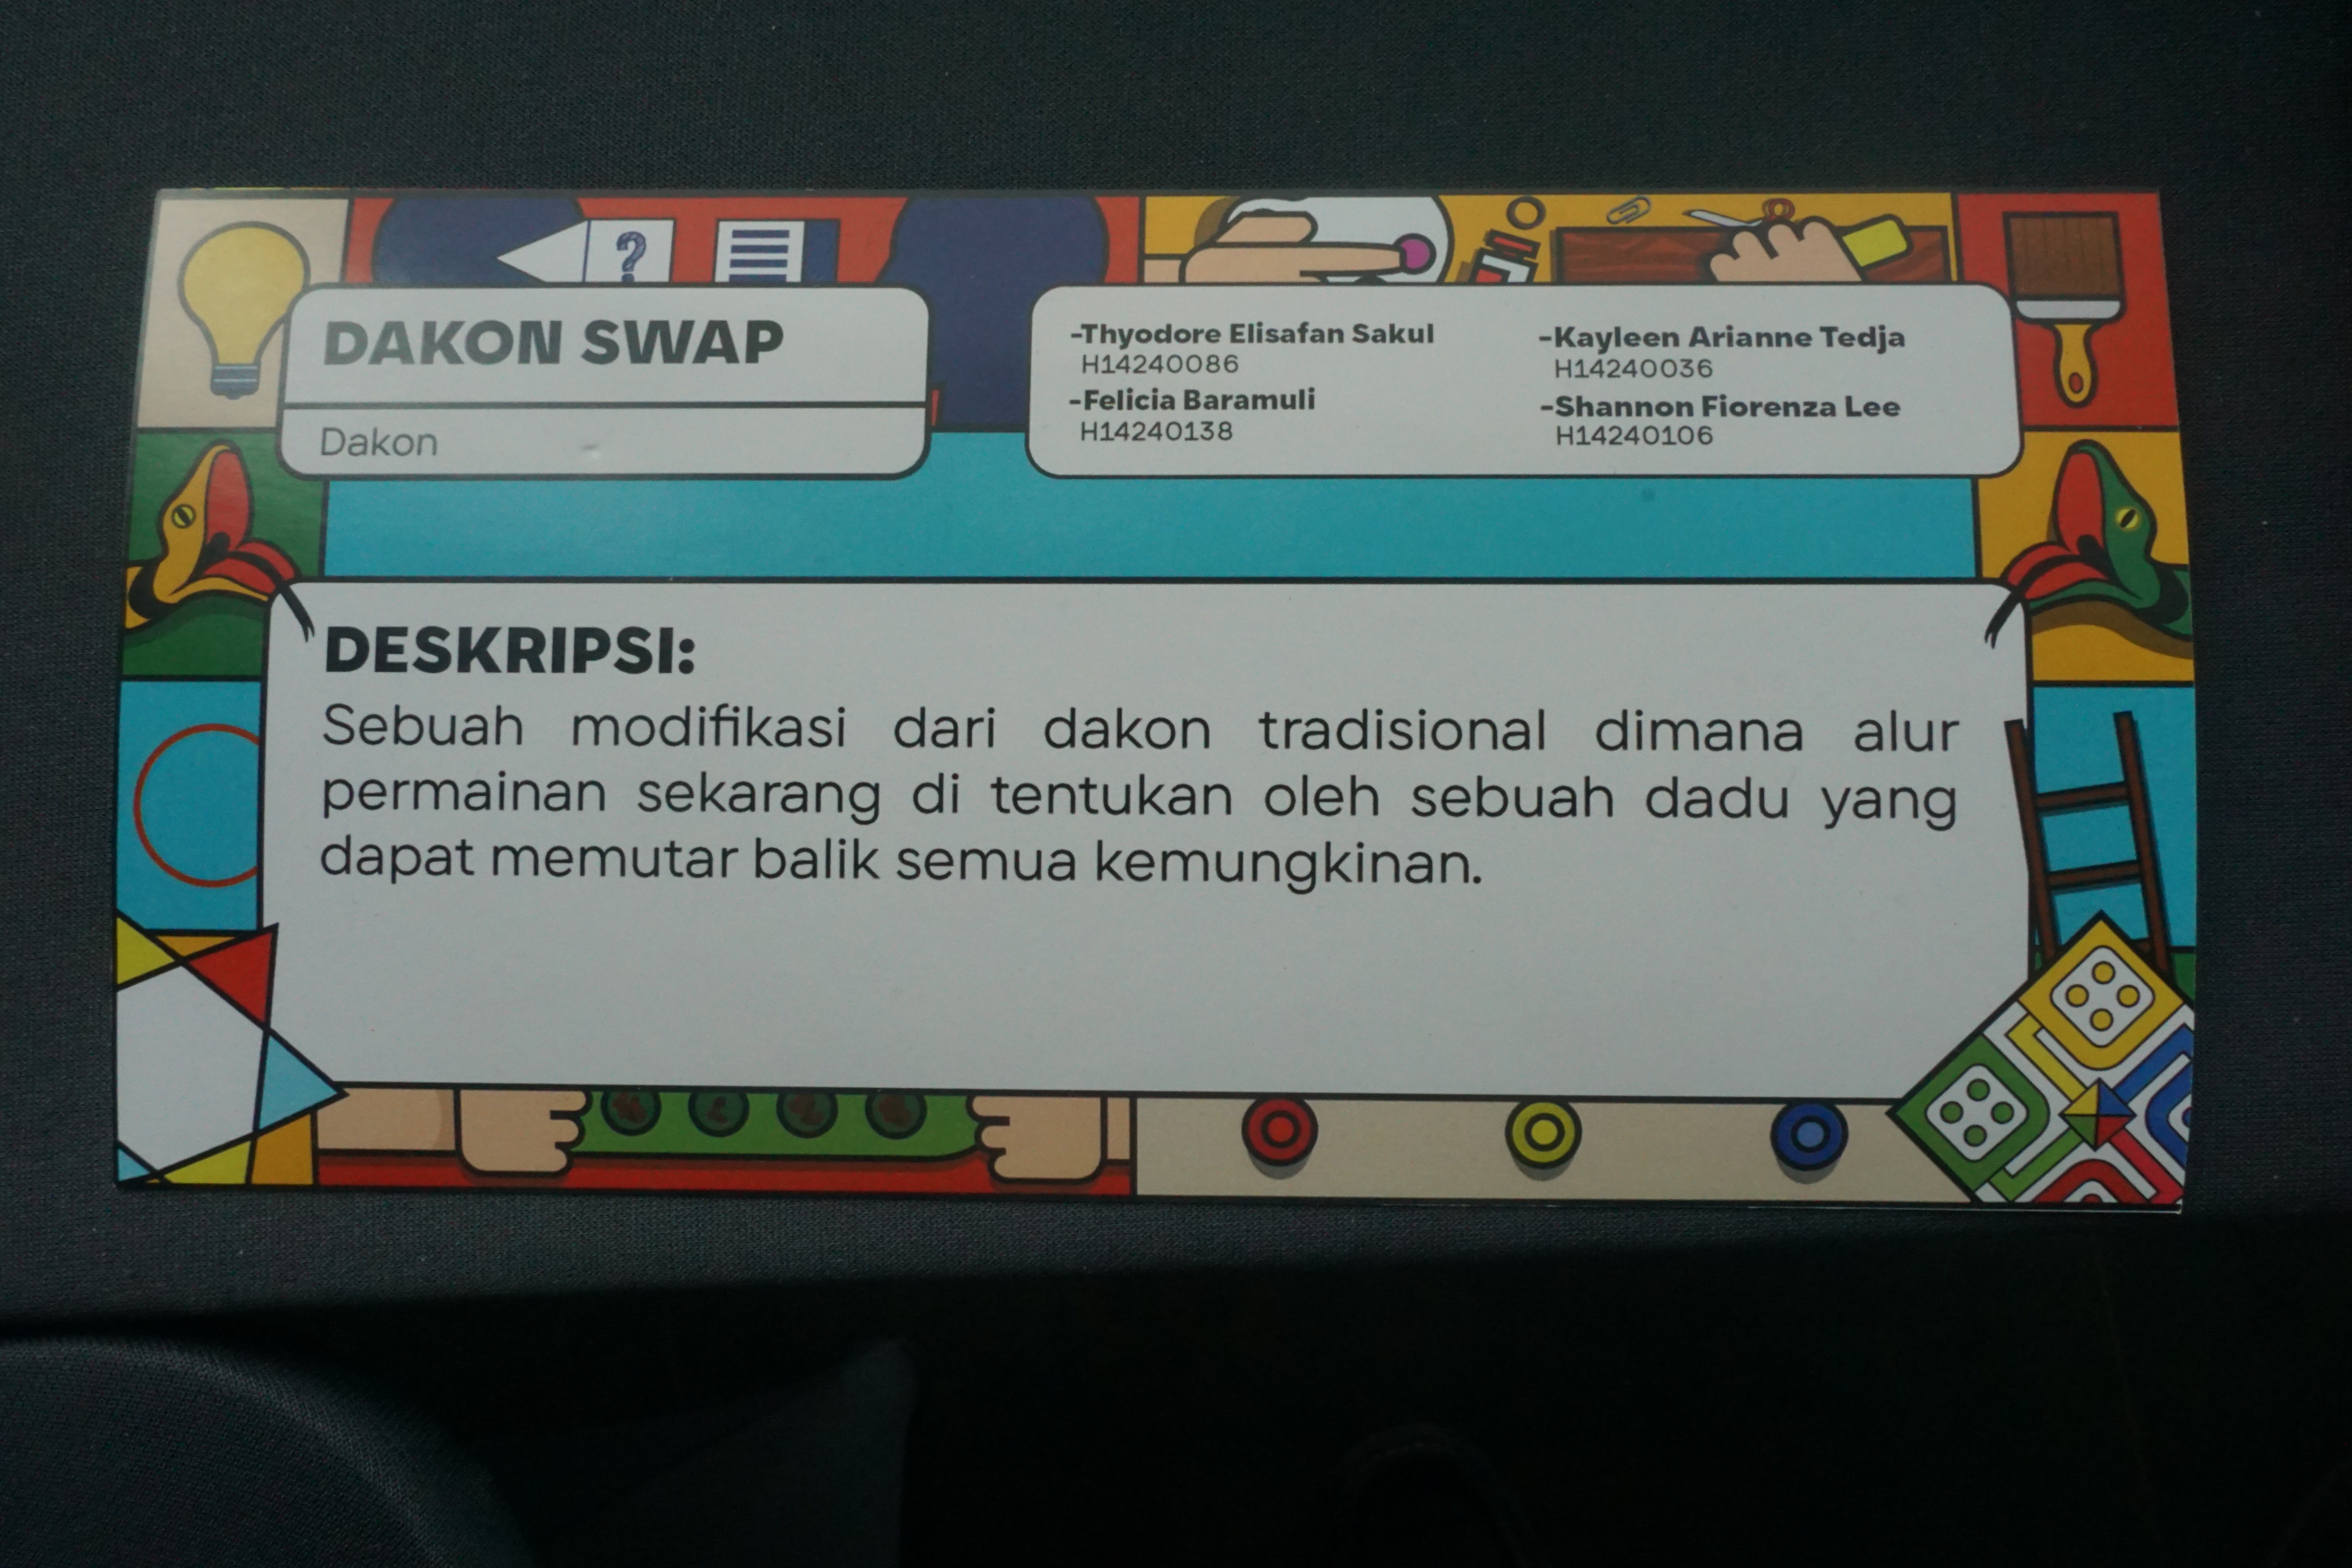 ?
DAKON SWAP
Dakon
-Thyodore Elisafan Sakul
H14240086
-Felicia Baramuli
H14240138
-Kayleen Arianne Tedja
H14240036
-Shannon Fiorenza Lee
H14240106
DESKRIPSI:
Sebuah modifikasi dari dakon tradisional dimana alur
permainan sekarang di tentukan oleh sebuah dadu yang
dapat memutar balik semua kemungkinan.